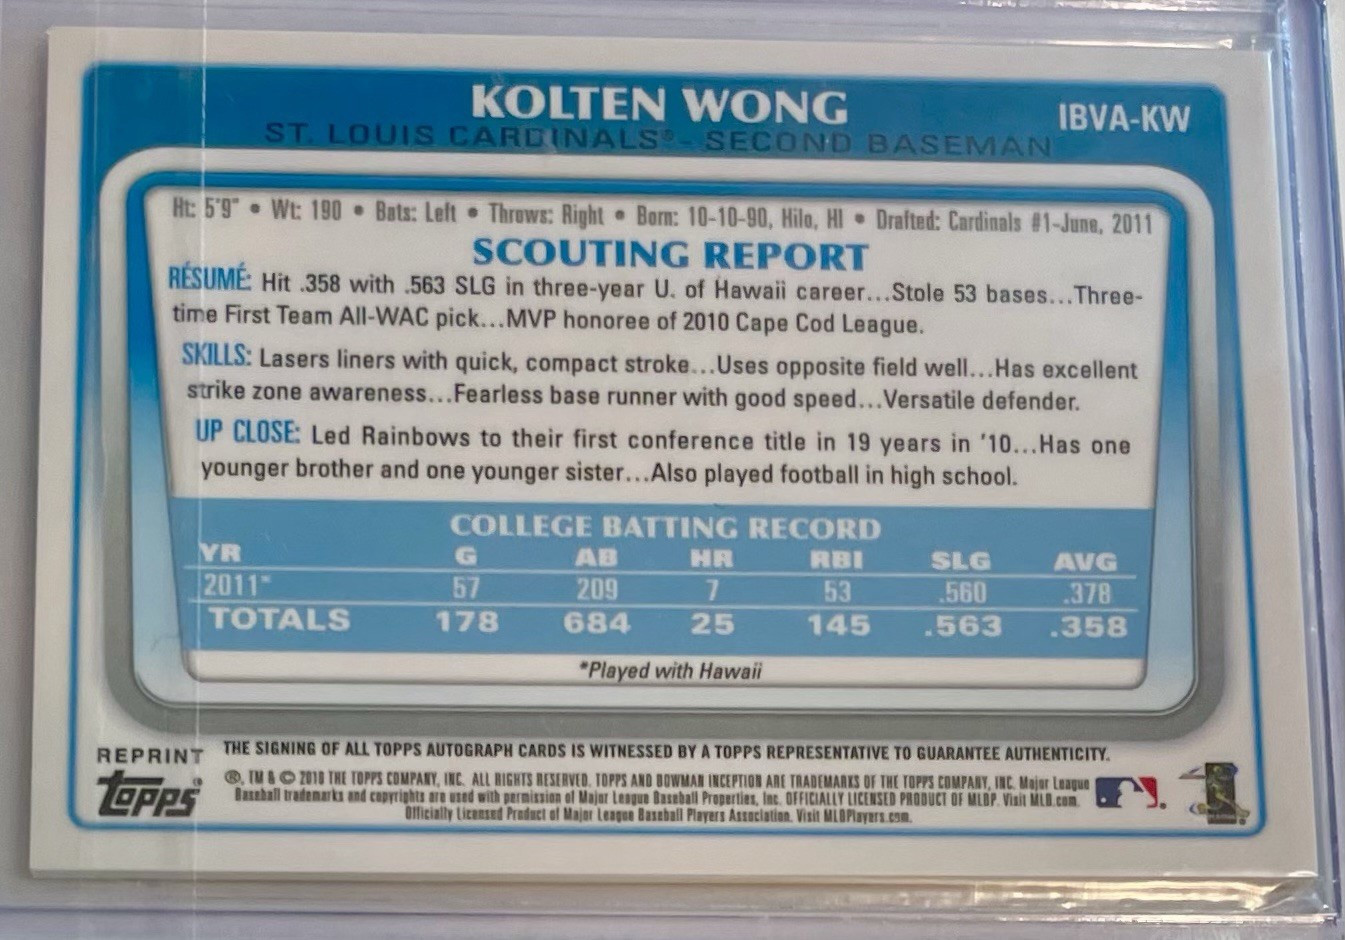 KOLTEN WONG
IBVA-KW
ST. LOUIS CARDINALS® - SECOND BASEMAN
Ht: 5'9" • Wt: 190 • Bats: Left • Throws: Right • Born: 10-10-90, Hilo, HI • Drafted: Cardinals #1-June, 2011
SCOUTING REPORT
RÉSUMÉ: Hit .358 with .563 SLG in three-year U. of Hawaii career...Stole 53 bases...Three-
time First Team All-WAC pick...MVP honoree of 2010 Cape Cod League.
SKILLS: Lasers liners with quick, compact stroke...Uses opposite field well...Has excellent
strike zone awareness...Fearless base runner with good speed...Versatile defender.
UP CLOSE: Led Rainbows to their first conference title in 19 years in '10...Has one
younger brother and one younger sister...Also played football in high school.
COLLEGE BATTING RECORD
YR G AB HR RBI SLG AVG
2011* 57 209 7 53 .560 .378
TOTALS 178 684 25 145 .563 .358
*Played with Hawaii
REPRINT
THE SIGNING OF ALL TOPPS AUTOGRAPH CARDS IS WITNESSED BY A TOPPS REPRESENTATIVE TO GUARANTEE AUTHENTICITY.
Topps®
®, TM & © 2018 THE TOPPS COMPANY, INC. ALL RIGHTS RESERVED. TOPPS AND BOWMAN INCEPTION ARE TRADEMARKS OF THE TOPPS COMPANY, INC. Major League
Baseball trademarks and copyrights are used with permission of Major League Baseball Properties, Inc. OFFICIALLY LICENSED PRODUCT OF MLBP. Visit MLB.com.
Officially Licensed Product of Major League Baseball Players Association. Visit MLBPlayers.com.